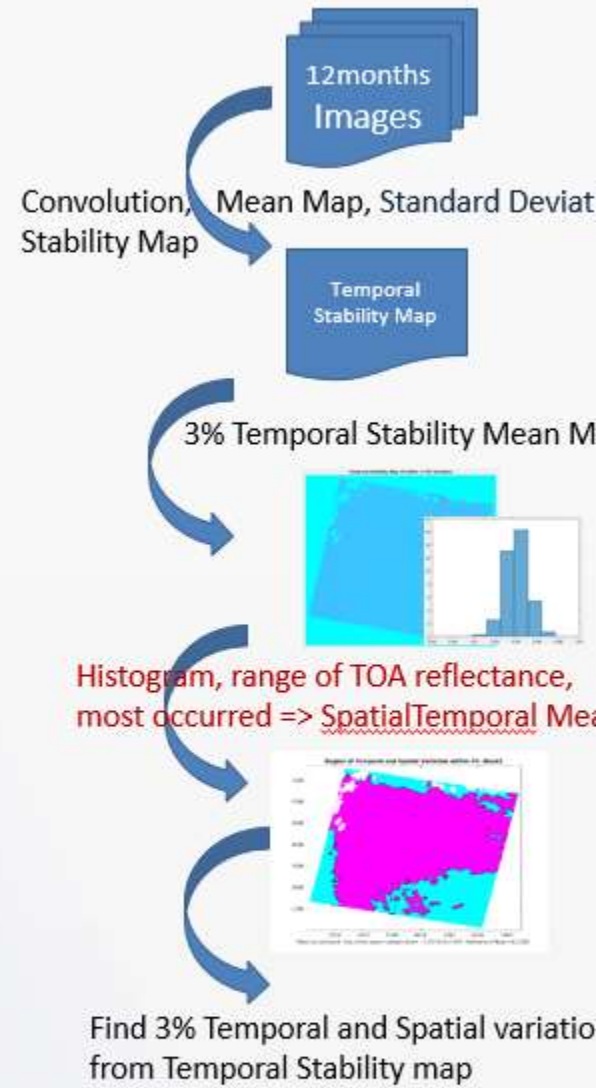 12months
Images
Convolution, Mean Map, Standard Deviat
Stability Map
Temporal
Stability Map
3% Temporal Stability Mean M
Histogram, range of TOA reflectance,
most occurred => SpatialTemporal Mea
Find 3% Temporal and Spatial variatio
from Temporal Stability map